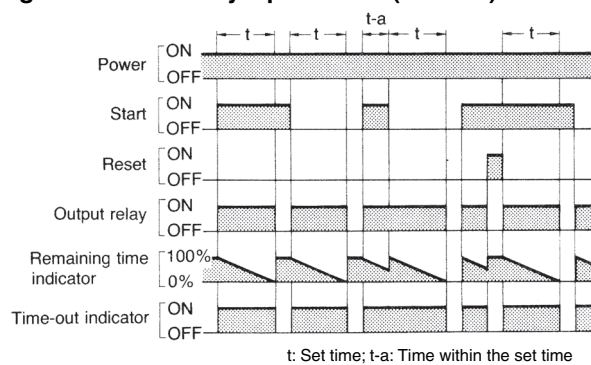 t-a
t t t t
Power ON
OFF
Start ON
OFF
Reset ON
OFF
Output relay ON
OFF
Remaining time indicator 100%
0%
Time-out indicator ON
OFF
t: Set time; t-a: Time within the set time